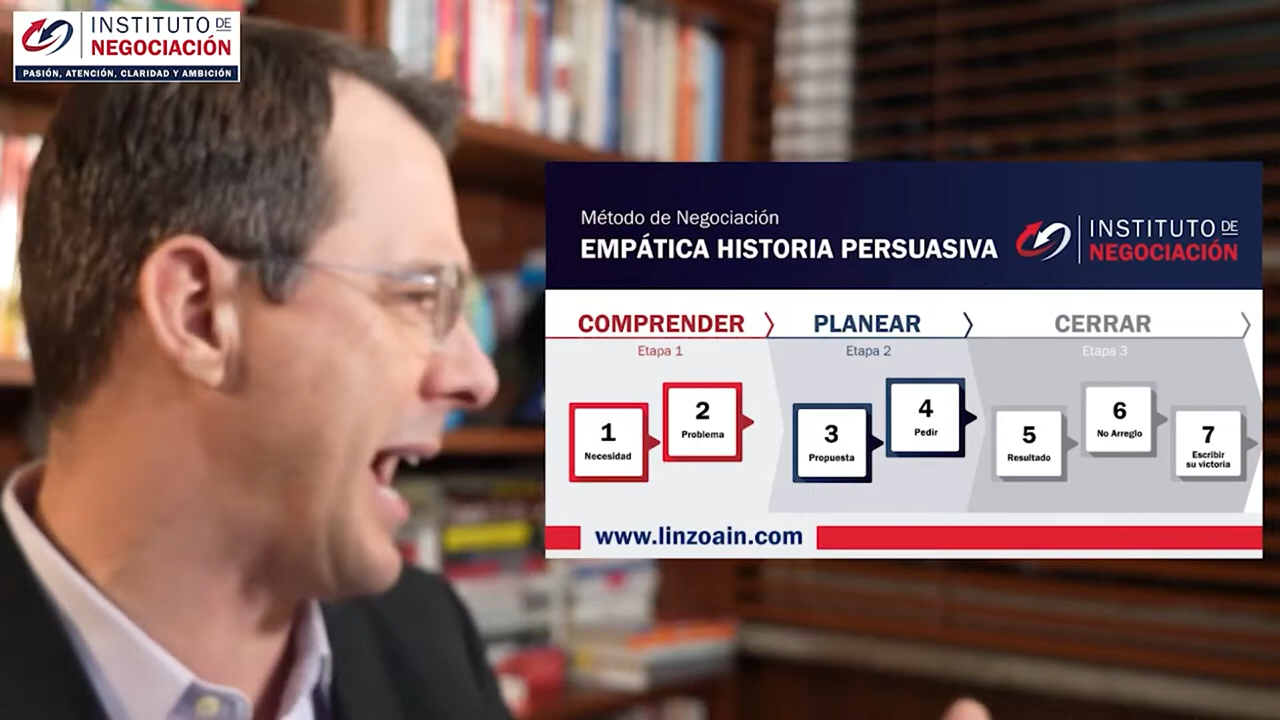 INSTITUTO DE
NEGOCIACIÓN
PASIÓN, ATENCIÓN, CLARIDAD Y AMBICIÓN
Método de Negociación
EMPÁTICA HISTORIA PERSUASIVA
INSTITUTO DE
NEGOCIACIÓN
COMPRENDER
PLANEAR
CERRAR
Etapa 1
Etapa 2
Etapa 3
1
Necesidad
2
Problema
3
Propuesta
4
Pedir
5
Resultado
6
No Arreglo
7
Escribir
su victoria
www.linzoain.com